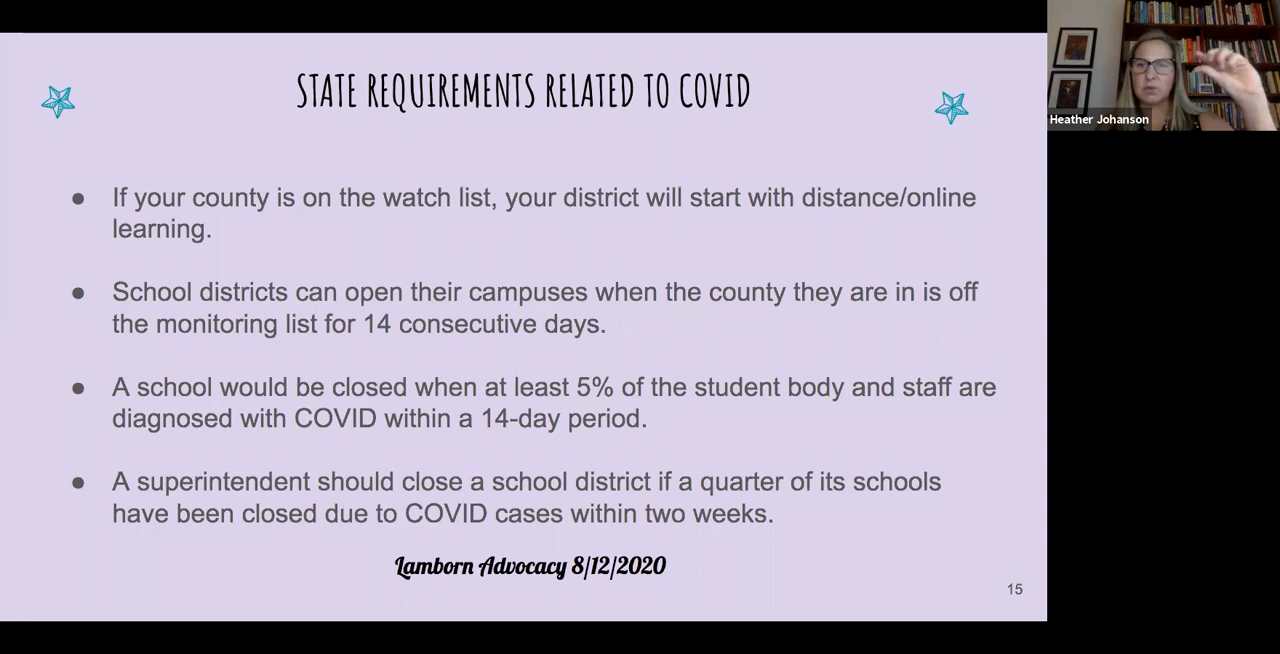 STATE REQUIREMENTS RELATED TO COVID
Heather Johanson
● If your county is on the watch list, your district will start with distance/online
learning.
● School districts can open their campuses when the county they are in is off
the monitoring list for 14 consecutive days.
● A school would be closed when at least 5% of the student body and staff are
diagnosed with COVID within a 14-day period.
● A superintendent should close a school district if a quarter of its schools
have been closed due to COVID cases within two weeks.
Lamborn Advocacy 8/12/2020
15